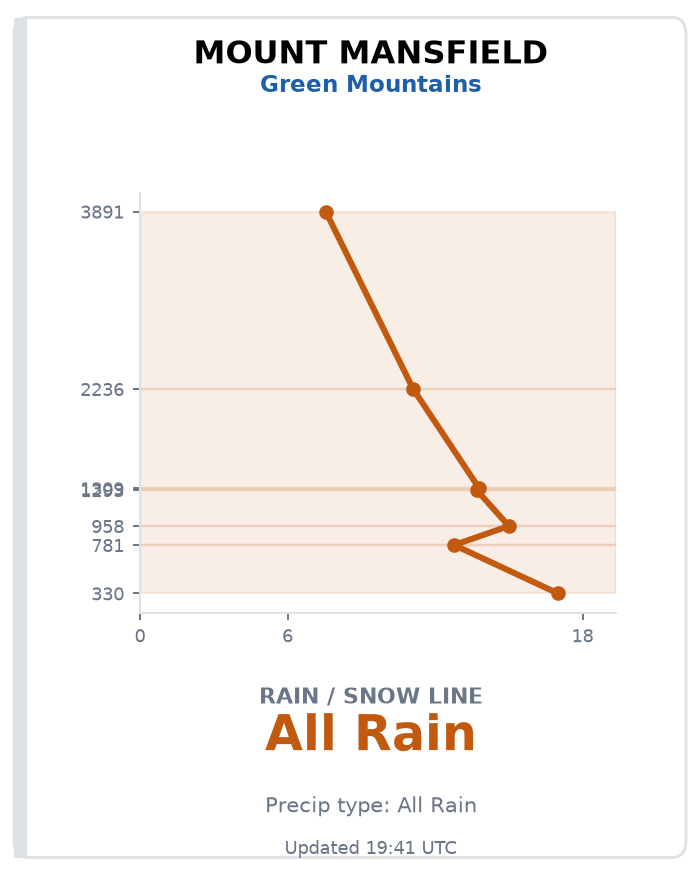 MOUNT MANSFIELD
Green Mountains
3891
2236
958
781
330
0 6 18
RAIN / SNOW LINE
All Rain
Precip type: All Rain
Updated 19:41 UTC